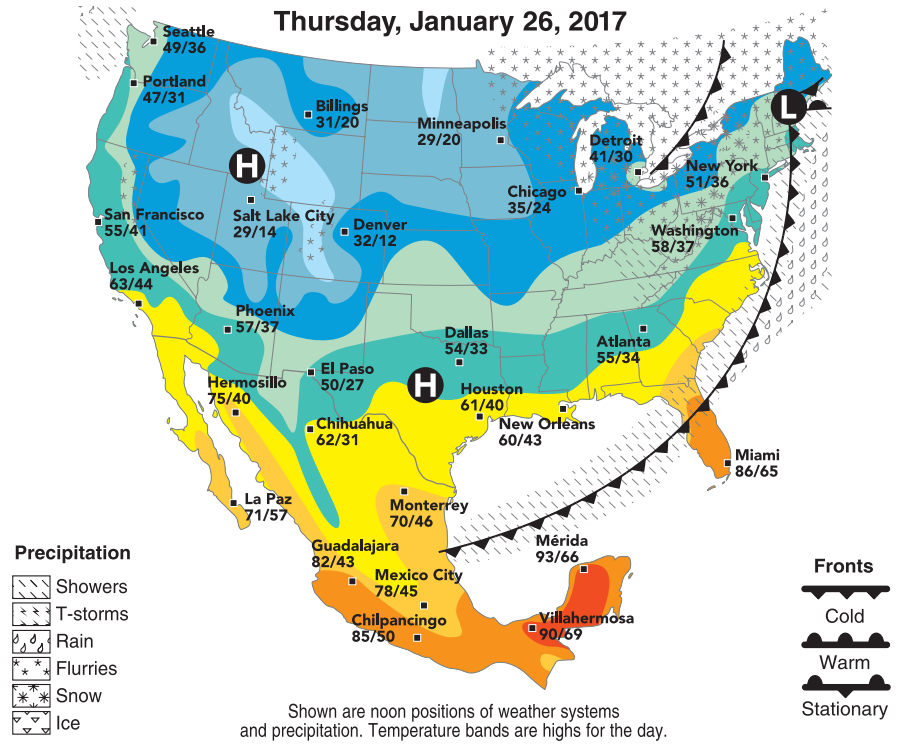 Thursday, January 26, 2017
Seattle
49/36
Portland
47/31
Billings
31/20
Minneapolis
29/20
Detroit
41/30
L
H
New York
51/36
Chicago
35/24
San Francisco
55/41
Salt Lake City
29/14
Denver
32/12
Washington
58/37
Los Angeles
63/44
Phoenix
57/37
Dallas
54/33
Atlanta
55/34
El Paso
50/27
Hermosillo
75/40
H
Houston
61/40
Chihuahua
62/31
New Orleans
60/43
Miami
86/65
La Paz
71/57
Monterrey
70/46
Guadalajara
82/43
Mérida
93/66
Mexico City
78/45
Chilpancingo
85/50
Villahermosa
90/69
Precipitation
Showers
T-storms
Rain
Flurries
Snow
Ice
Fronts
Cold
Warm
Stationary
Shown are noon positions of weather systems
and precipitation. Temperature bands are highs for the day.